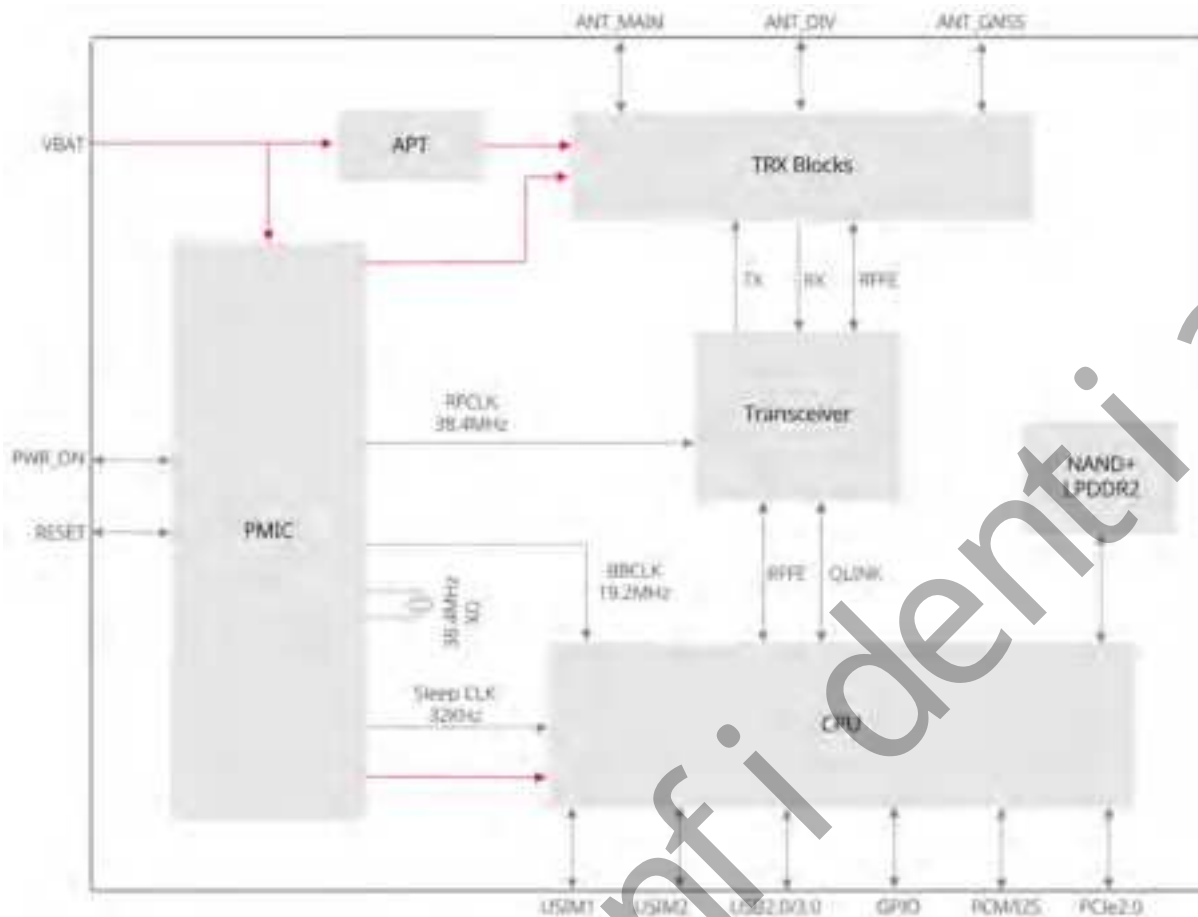 ANT_MAIN
ANT_DIV
ANT_GNSS
VBAT
APT
TRX Blocks
TX
RX
RFFE
RFCLK
38.4MHz
Transceiver
PWR_ON
NAND+
LPDDR2
RESET
PMIC
BBCLK
19.2MHz
RFFE
QLINK
38.4MHz
XO
Sleep CLK
32KHz
CPU
USIM1
USIM2
USB2.0/3.0
GPIO
PCM/I2S
PCIe2.0